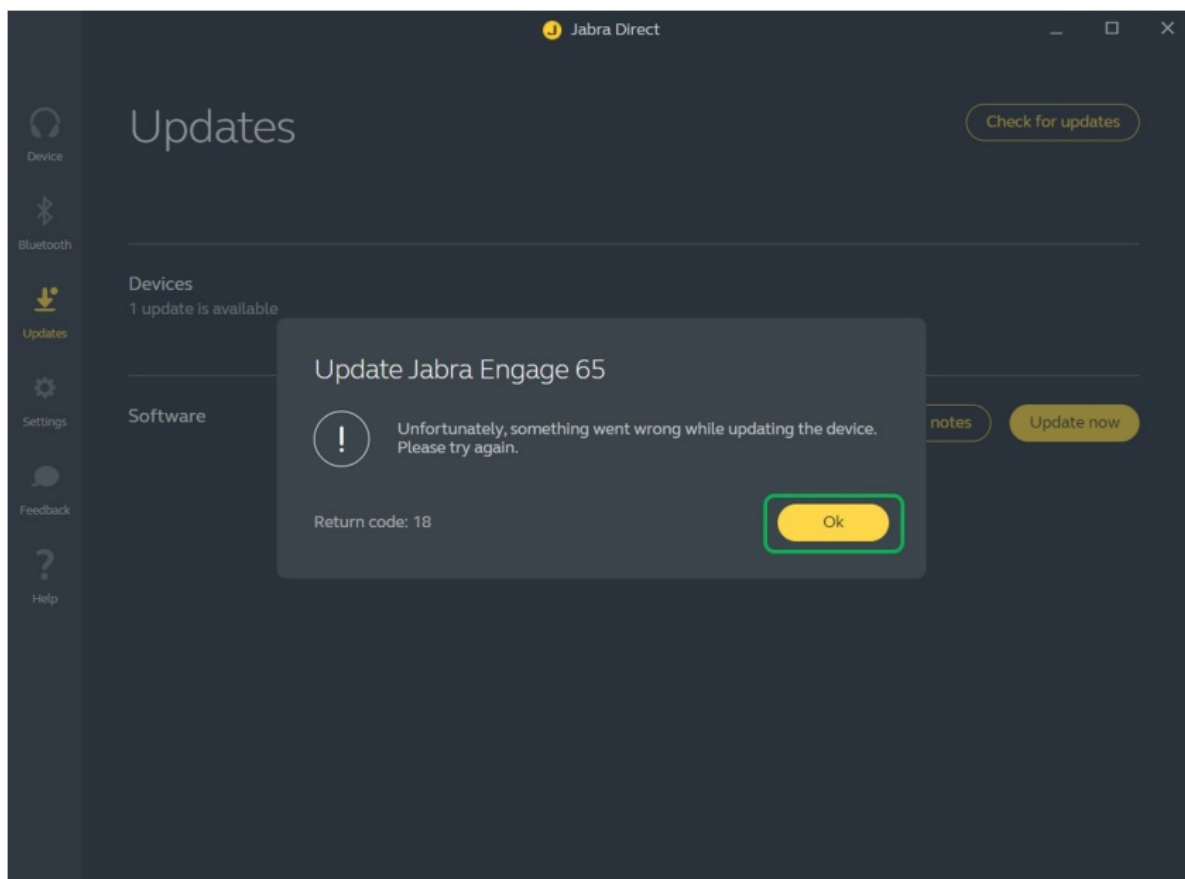 Jabra Direct
Updates
Check for updates
Device
Bluetooth
Updates
Settings
Feedback
Help
Devices
1 update is available
Software
notes
Update now
Update Jabra Engage 65
!
Unfortunately, something went wrong while updating the device.
Please try again.
Return code: 18
Ok